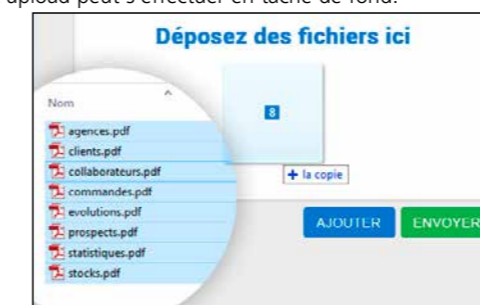 upload peut s'effectuer en tâche de fond.
Déposez des fichiers ici
Nom
agences.pdf
clients.pdf
collaborateurs.pdf
commandes.pdf
evolutions.pdf
prospects.pdf
statistiques.pdf
stocks.pdf
8
+ la copie
AJOUTER
ENVOYER